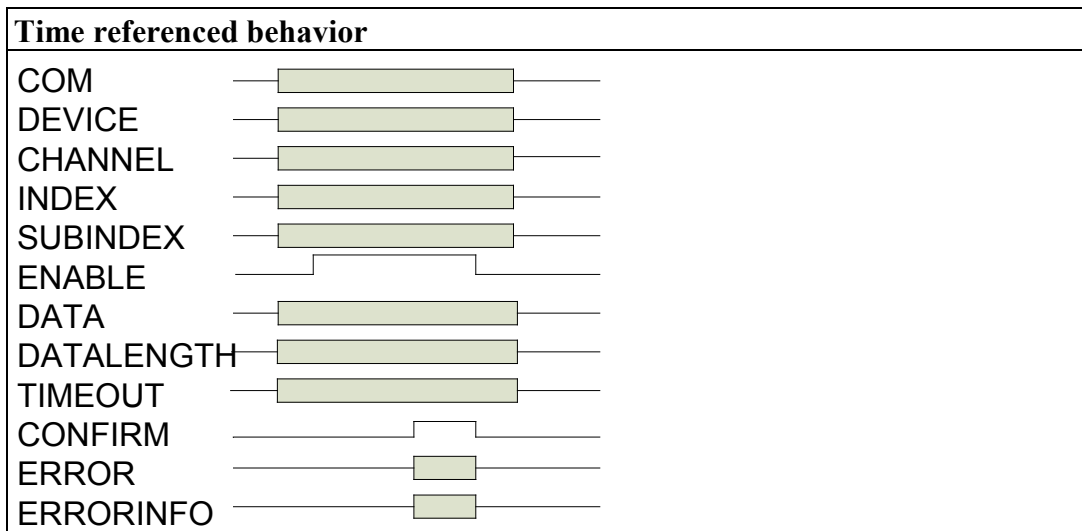 Time referenced behavior
COM
DEVICE
CHANNEL
INDEX
SUBINDEX
ENABLE
DATA
DATALENGTH
TIMEOUT
CONFIRM
ERROR
ERRORINFO